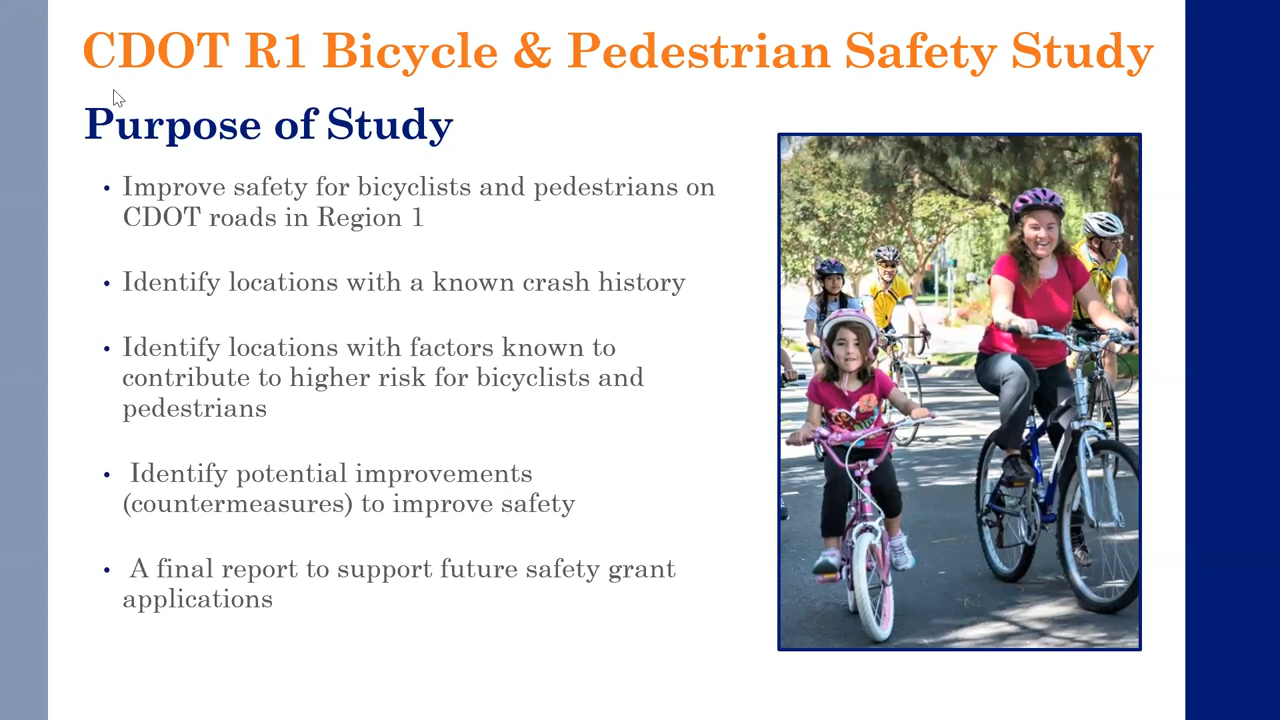 CDOT R1 Bicycle & Pedestrian Safety Study
Purpose of Study
• Improve safety for bicyclists and pedestrians on
CDOT roads in Region 1
• Identify locations with a known crash history
• Identify locations with factors known to
contribute to higher risk for bicyclists and
pedestrians
• Identify potential improvements
(countermeasures) to improve safety
• A final report to support future safety grant
applications